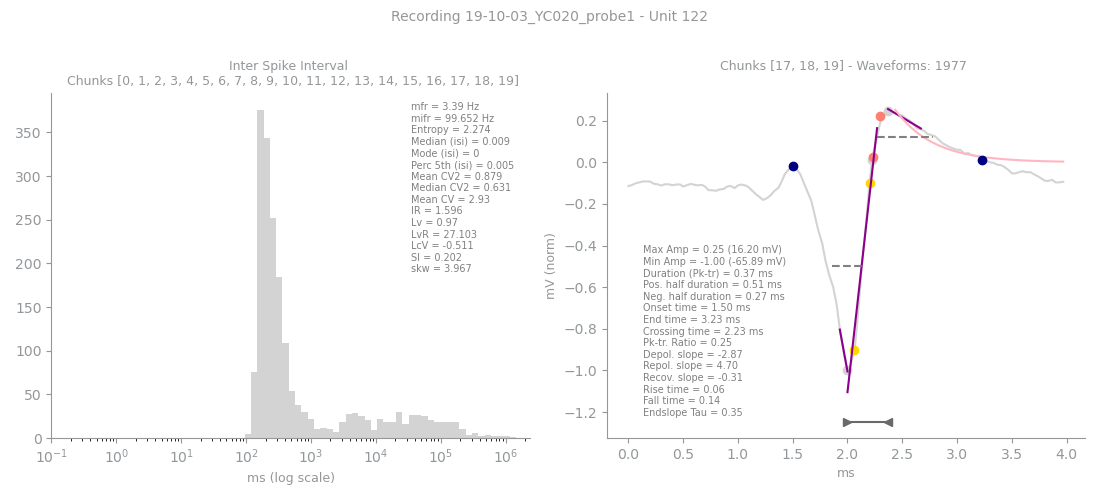 Recording 19-10-03_YC020_probe1 - Unit 122
Inter Spike Interval
Chunks [0, 1, 2, 3, 4, 5, 6, 7, 8, 9, 10, 11, 12, 13, 14, 15, 16, 17, 18, 19]
mfr = 3.39 Hz
mifr = 99.652 Hz
Entropy = 2.274
Median (isi) = 0.009
Mode (isi) = 0
Perc 5th (isi) = 0.005
Mean CV2 = 0.879
Median CV2 = 0.631
Mean CV = 2.93
IR = 1.596
Lv = 0.97
LvR = 27.103
LcV = -0.511
SI = 0.202
skw = 3.967
350
300
250
200
150
100
50
0
10⁻¹ 10⁰ 10¹ 10² 10³ 10⁴ 10⁵ 10⁶
ms (log scale)
Chunks [17, 18, 19] - Waveforms: 1977
mV (norm)
0.2
0.0
−0.2
−0.4
−0.6
−0.8
−1.0
−1.2
Max Amp = 0.25 (16.20 mV)
Min Amp = -1.00 (-65.89 mV)
Duration (Pk-tr) = 0.37 ms
Pos. half duration = 0.51 ms
Neg. half duration = 0.27 ms
Onset time = 1.50 ms
End time = 3.23 ms
Crossing time = 2.23 ms
Pk-tr. Ratio = 0.25
Depol. slope = -2.87
Repol. slope = 4.70
Recov. slope = -0.31
Rise time = 0.06
Fall time = 0.14
Endslope Tau = 0.35
0.0 0.5 1.0 1.5 2.0 2.5 3.0 3.5 4.0
ms